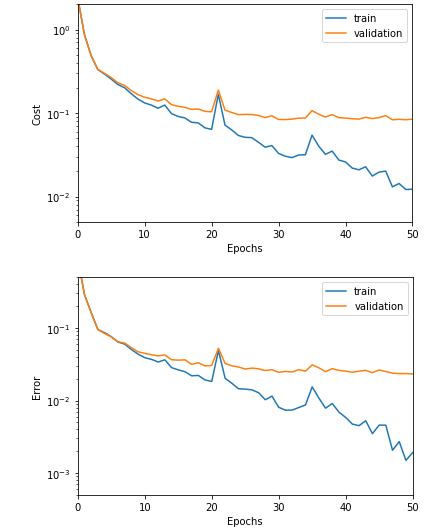 10⁰
10⁻¹
10⁻²
Cost
0 10 20 30 40 50
Epochs
train
validation
10⁻¹
10⁻²
10⁻³
Error
0 10 20 30 40 50
Epochs
train
validation